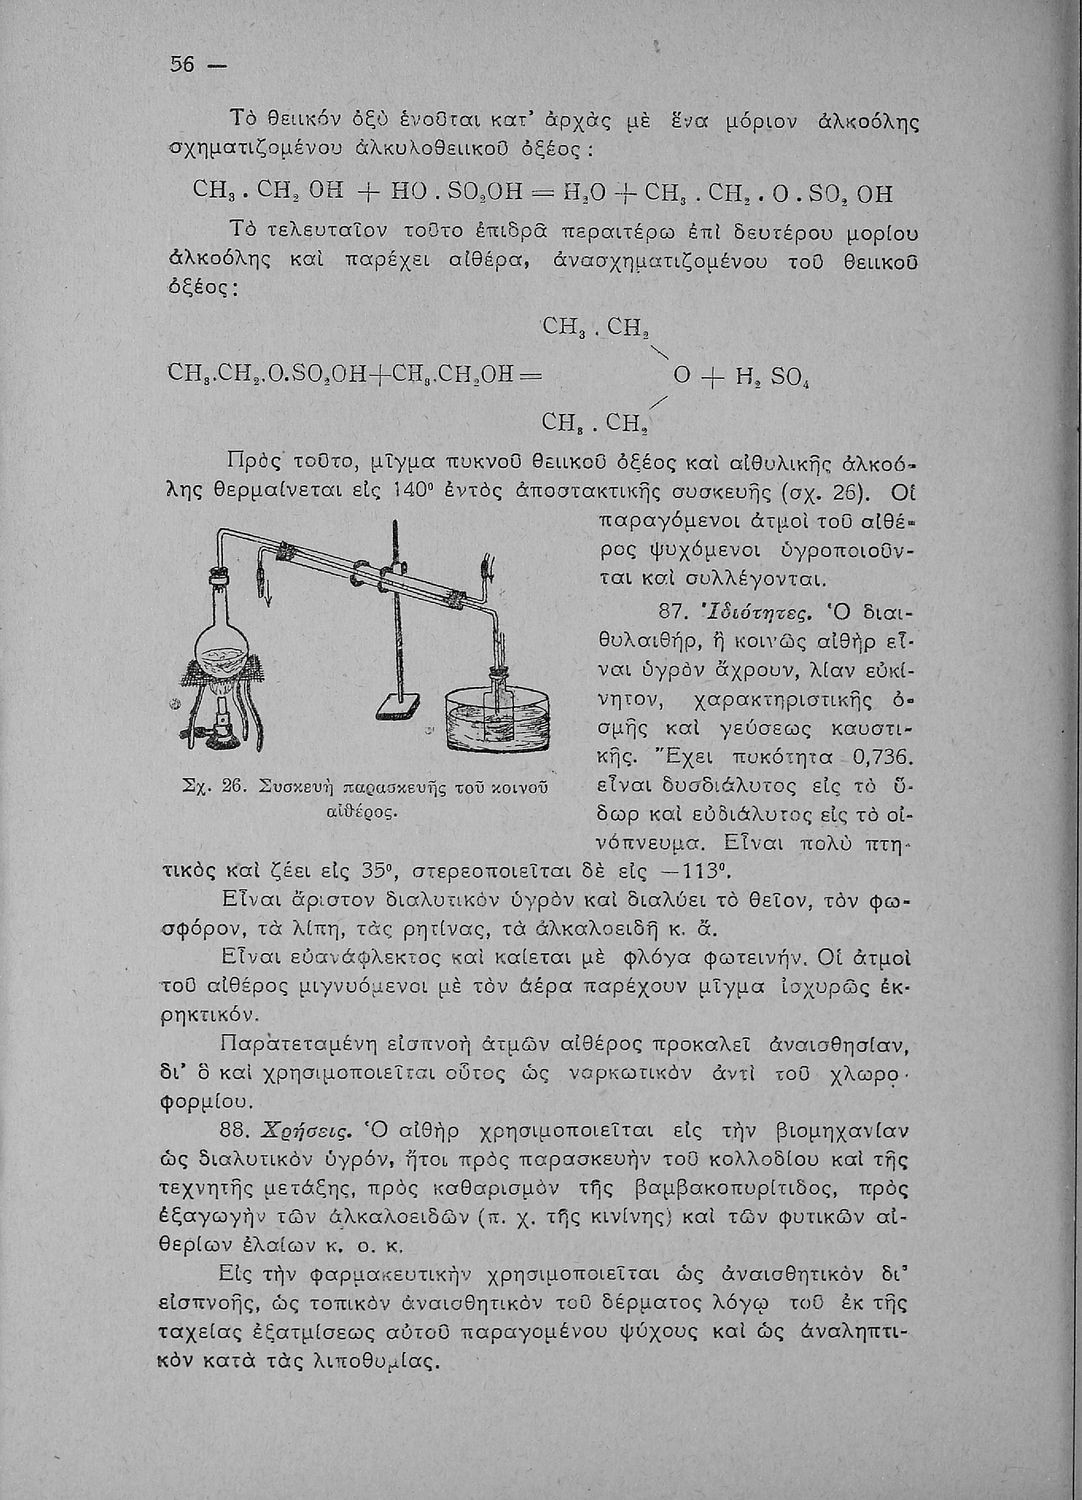 56 —
Τὸ θειικόν ὀξὺ ἑνοῦται κατ' ἀρχὰς μὲ ἕνα μόριον ἀλκοόλης
σχηματιζομένου ἀλκυλοθειικοῦ ὀξέος :
CH₃ . CH₂ OH + HO . SO₂OH = H₂O + CH₃ . CH₂ . O . SO₂ OH
Τὸ τελευταῖον τοῦτο ἐπιδρᾶ περαιτέρω ἐπὶ δευτέρου μορίου
ἀλκοόλης καὶ παρέχει αἰθέρα, ἀνασχηματιζομένου τοῦ θειικοῦ
ὀξέος :
CH₃ . CH₂
CH₃.CH₂.O.SO₂OH+CH₃.CH₂OH = O + H₂ SO₄
CH₃ . CH₂
Πρὸς τοῦτο, μῖγμα πυκνοῦ θειικοῦ ὀξέος καὶ αἰθυλικῆς ἀλκοό-
λης θερμαίνεται εἰς 140° ἐντὸς ἀποστακτικῆς συσκευῆς (σχ. 26). Οἱ
παραγόμενοι ἀτμοὶ τοῦ αἰθέ-
ρος ψυχόμενοι ὑγροποιοῦν-
ται καὶ συλλέγονται.
87. Ἰδιότητες. Ὁ διαι-
θυλαιθήρ, ἢ κοινῶς αἰθὴρ εἶ-
ναι ὑγρὸν ἄχρουν, λίαν εὐκί-
νητον, χαρακτηριστικῆς ὀ-
σμῆς καὶ γεύσεως καυστι-
κῆς. Ἔχει πυκότητα 0,736.
εἶναι δυσδιάλυτος εἰς τὸ ὕ-
δωρ καὶ εὐδιάλυτος εἰς τὸ οἰ-
νόπνευμα. Εἶναι πολὺ πτη-
Σχ. 26. Συσκευὴ παρασκευῆς τοῦ κοινοῦ
αἰθέρος.
τικὸς καὶ ζέει εἰς 35°, στερεοποιεῖται δὲ εἰς —113°.
Εἶναι ἄριστον διαλυτικὸν ὑγρὸν καὶ διαλύει τὸ θεῖον, τὸν φω-
σφόρον, τὰ λίπη, τὰς ρητίνας, τὰ ἀλκαλοειδῆ κ. ἄ.
Εἶναι εὐανάφλεκτος καὶ καίεται μὲ φλόγα φωτεινήν. Οἱ ἀτμοὶ
τοῦ αἰθέρος μιγνυόμενοι μὲ τὸν ἀέρα παρέχουν μῖγμα ἰσχυρῶς ἐκ-
ρηκτικόν.
Παρατεταμένη εἰσπνοὴ ἀτμῶν αἰθέρος προκαλεῖ ἀναισθησίαν,
δι' ὃ καὶ χρησιμοποιεῖται οὗτος ὡς ναρκωτικὸν ἀντὶ τοῦ χλωρο-
φορμίου.
88. Χρήσεις. Ὁ αἰθὴρ χρησιμοποιεῖται εἰς τὴν βιομηχανίαν
ὡς διαλυτικὸν ὑγρόν, ἤτοι πρὸς παρασκευὴν τοῦ κολλοδίου καὶ τῆς
τεχνητῆς μετάξης, πρὸς καθαρισμὸν τῆς βαμβακοπυρίτιδος, πρὸς
ἐξαγωγὴν τῶν ἀλκαλοειδῶν (π. χ. τῆς κινίνης) καὶ τῶν φυτικῶν αἰ-
θερίων ἐλαίων κ. ο. κ.
Εἰς τὴν φαρμακευτικὴν χρησιμοποιεῖται ὡς ἀναισθητικὸν δι'
εἰσπνοῆς, ὡς τοπικὸν ἀναισθητικὸν τοῦ δέρματος λόγῳ τοῦ ἐκ τῆς
ταχείας ἐξατμίσεως αὐτοῦ παραγομένου ψύχους καὶ ὡς ἀναληπτι-
κὸν κατὰ τὰς λιποθυμίας.